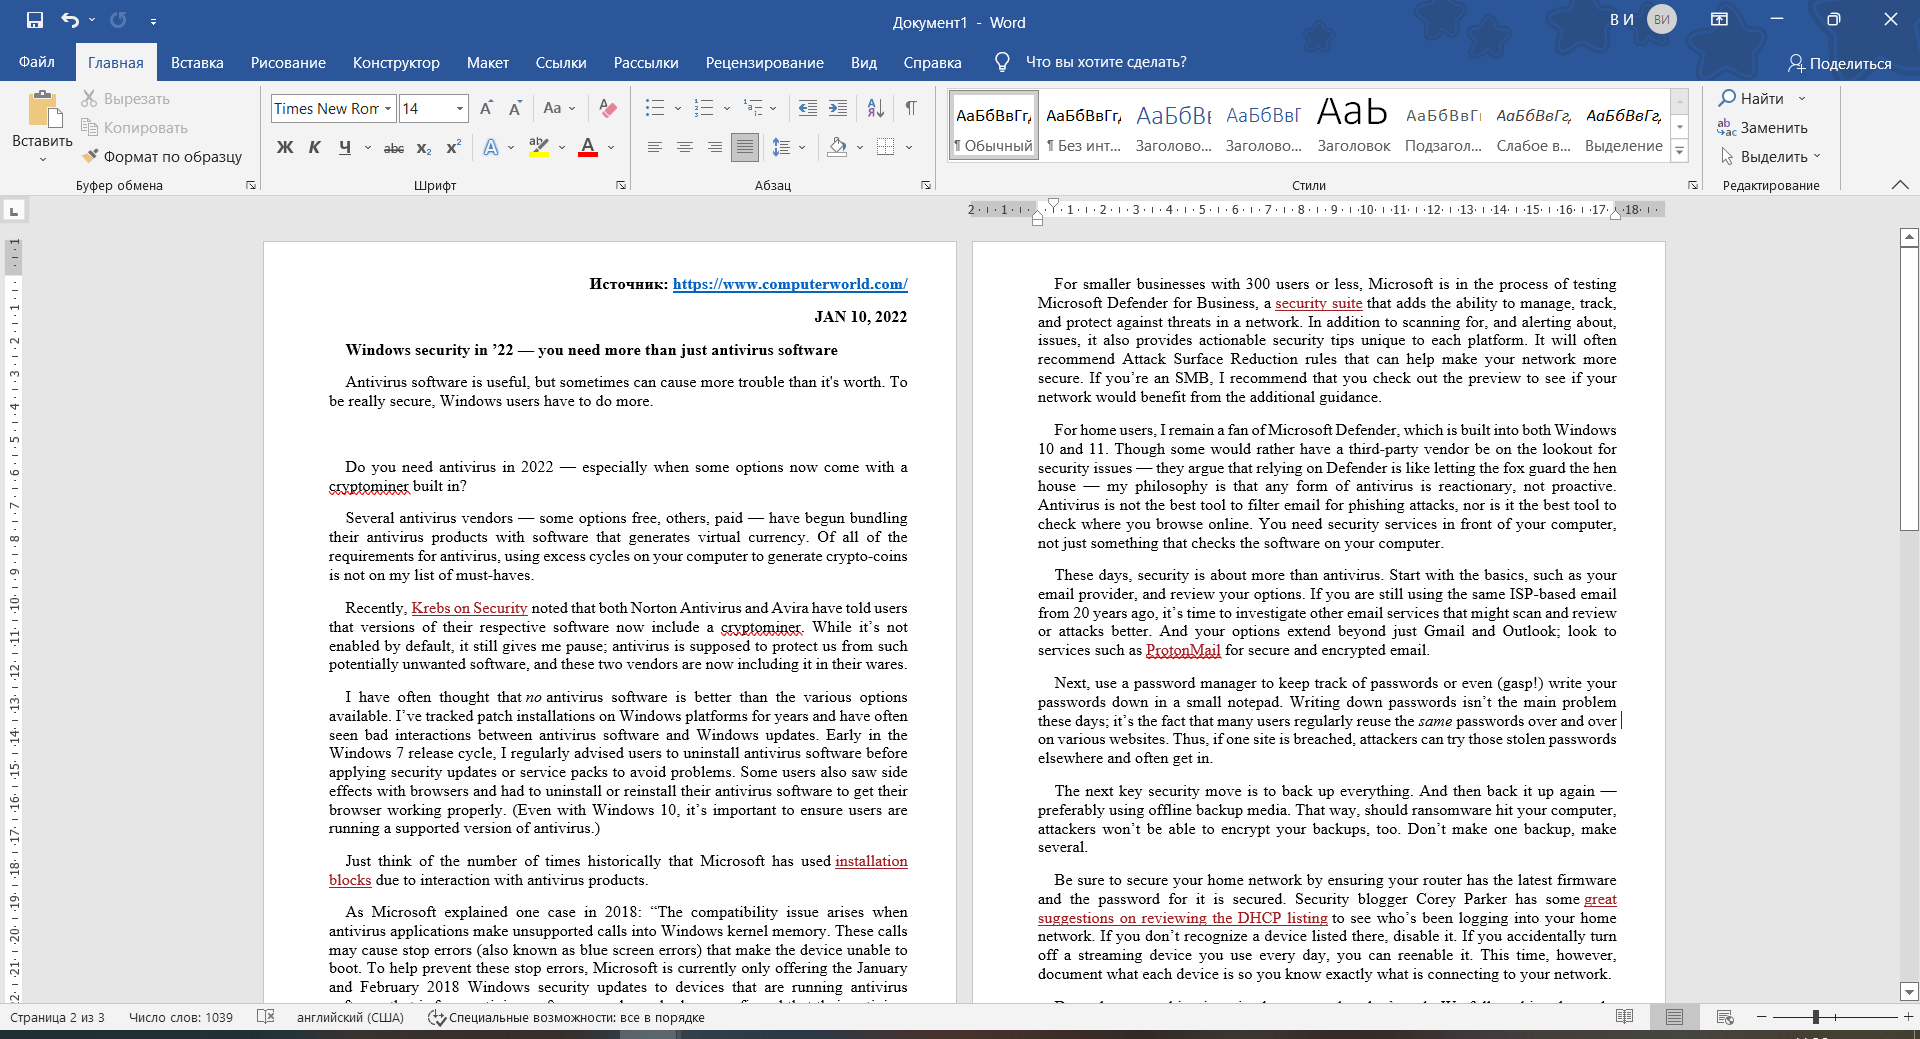 Документ1 - Word
В И
ВИ
Файл
Главная
Вставка
Рисование
Конструктор
Макет
Ссылки
Рассылки
Рецензирование
Вид
Справка
Что вы хотите сделать?
Поделиться
Вставить
Вырезать
Копировать
Формат по образцу
Буфер обмена
Times New Ror
14
Aa
Ж К Ч abc x₂ x²
Шрифт
Абзац
АаБбВвГг,
¶ Обычный
АаБбВвГг,
¶ Без инт...
АаБбВв
Заголово...
АаБбВвГ
Заголово...
АаЬ
Заголовок
АаБбВвГг
Подзагол...
АаБбВвГг,
Слабое в...
АаБбВвГг,
Выделение
Стили
Найти
Заменить
Выделить
Редактирование
2 1 1 2 3 4 5 6 7 8 9 10 11 12 13 14 15 16 17 18
Источник: https://www.computerworld.com/
JAN 10, 2022
Windows security in ’22 — you need more than just antivirus software
Antivirus software is useful, but sometimes can cause more trouble than it's worth. To
be really secure, Windows users have to do more.
Do you need antivirus in 2022 — especially when some options now come with a
cryptominer built in?
Several antivirus vendors — some options free, others, paid — have begun bundling
their antivirus products with software that generates virtual currency. Of all of the
requirements for antivirus, using excess cycles on your computer to generate crypto-coins
is not on my list of must-haves.
Recently, Krebs on Security noted that both Norton Antivirus and Avira have told users
that versions of their respective software now include a cryptominer. While it’s not
enabled by default, it still gives me pause; antivirus is supposed to protect us from such
potentially unwanted software, and these two vendors are now including it in their wares.
I have often thought that no antivirus software is better than the various options
available. I’ve tracked patch installations on Windows platforms for years and have often
seen bad interactions between antivirus software and Windows updates. Early in the
Windows 7 release cycle, I regularly advised users to uninstall antivirus software before
applying security updates or service packs to avoid problems. Some users also saw side
effects with browsers and had to uninstall or reinstall their antivirus software to get their
browser working properly. (Even with Windows 10, it’s important to ensure users are
running a supported version of antivirus.)
Just think of the number of times historically that Microsoft has used installation
blocks due to interaction with antivirus products.
As Microsoft explained one case in 2018: “The compatibility issue arises when
antivirus applications make unsupported calls into Windows kernel memory. These calls
may cause stop errors (also known as blue screen errors) that make the device unable to
boot. To help prevent these stop errors, Microsoft is currently only offering the January
and February 2018 Windows security updates to devices that are running antivirus
For smaller businesses with 300 users or less, Microsoft is in the process of testing
Microsoft Defender for Business, a security suite that adds the ability to manage, track,
and protect against threats in a network. In addition to scanning for, and alerting about,
issues, it also provides actionable security tips unique to each platform. It will often
recommend Attack Surface Reduction rules that can help make your network more
secure. If you’re an SMB, I recommend that you check out the preview to see if your
network would benefit from the additional guidance.
For home users, I remain a fan of Microsoft Defender, which is built into both Windows
10 and 11. Though some would rather have a third-party vendor be on the lookout for
security issues — they argue that relying on Defender is like letting the fox guard the hen
house — my philosophy is that any form of antivirus is reactionary, not proactive.
Antivirus is not the best tool to filter email for phishing attacks, nor is it the best tool to
check where you browse online. You need security services in front of your computer,
not just something that checks the software on your computer.
These days, security is about more than antivirus. Start with the basics, such as your
email provider, and review your options. If you are still using the same ISP-based email
from 20 years ago, it’s time to investigate other email services that might scan and review
or attacks better. And your options extend beyond just Gmail and Outlook; look to
services such as ProtonMail for secure and encrypted email.
Next, use a password manager to keep track of passwords or even (gasp!) write your
passwords down in a small notepad. Writing down passwords isn’t the main problem
these days; it’s the fact that many users regularly reuse the same passwords over and over
on various websites. Thus, if one site is breached, attackers can try those stolen passwords
elsewhere and often get in.
The next key security move is to back up everything. And then back it up again —
preferably using offline backup media. That way, should ransomware hit your computer,
attackers won’t be able to encrypt your backups, too. Don’t make one backup, make
several.
Be sure to secure your home network by ensuring your router has the latest firmware
and the password for it is secured. Security blogger Corey Parker has some great
suggestions on reviewing the DHCP listing to see who’s been logging into your home
network. If you don’t recognize a device listed there, disable it. If you accidentally turn
off a streaming device you use every day, you can reenable it. This time, however,
document what each device is so you know exactly what is connecting to your network.
Страница 2 из 3
Число слов: 1039
английский (США)
Специальные возможности: все в порядке